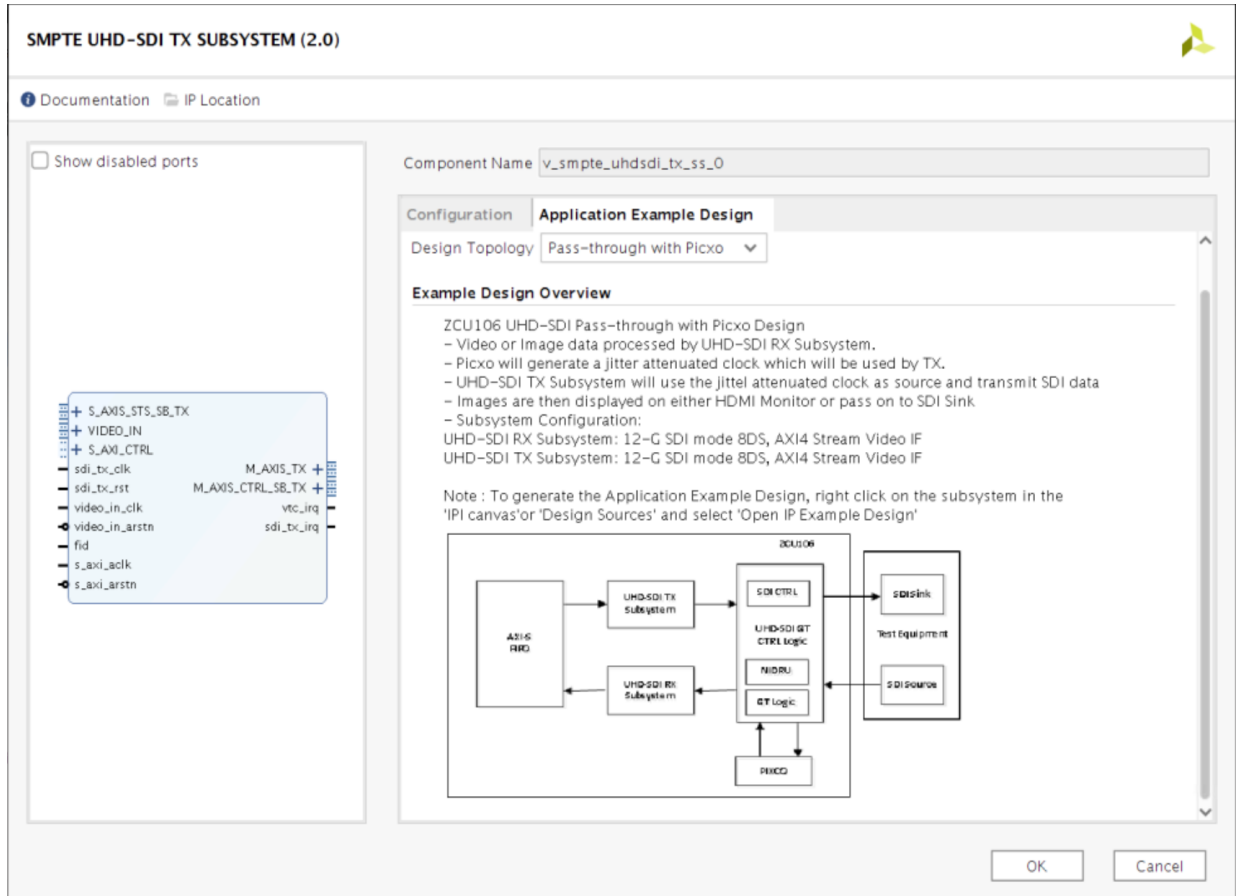 SMPTE UHD-SDI TX SUBSYSTEM (2.0)
Documentation IP Location
Show disabled ports
S_AXIS_STS_SB_TX
VIDEO_IN
S_AXI_CTRL
sdi_tx_clk
sdi_tx_rst
video_in_clk
video_in_arstn
fid
s_axi_aclk
s_axi_arstn
M_AXIS_TX
M_AXIS_CTRL_SB_TX
vtc_irq
sdi_tx_irq
Component Name v_smpte_uhdsdi_tx_ss_0
Configuration Application Example Design
Design Topology Pass-through with Picxo
Example Design Overview
ZCU106 UHD-SDI Pass-through with Picxo Design
- Video or Image data processed by UHD-SDI RX Subsystem.
- Picxo will generate a jitter attenuated clock which will be used by TX.
- UHD-SDI TX Subsystem will use the jittel attenuated clock as source and transmit SDI data
- Images are then displayed on either HDMI Monitor or pass on to SDI Sink
- Subsystem Configuration:
UHD-SDI RX Subsystem: 12-G SDI mode 8DS, AXI4 Stream Video IF
UHD-SDI TX Subsystem: 12-G SDI mode 8DS, AXI4 Stream Video IF
Note : To generate the Application Example Design, right click on the subsystem in the
'IPI canvas'or 'Design Sources' and select 'Open IP Example Design'
ZCU106
AXI-S
FIFO
UHD-SDI TX
Subsystem
UHD-SDI RX
Subsystem
SDI CTRL
UHD-SDI GT
CTRL Logic
NIDRU
GT Logic
SDI Sink
Test Equipment
SDI Source
OK Cancel